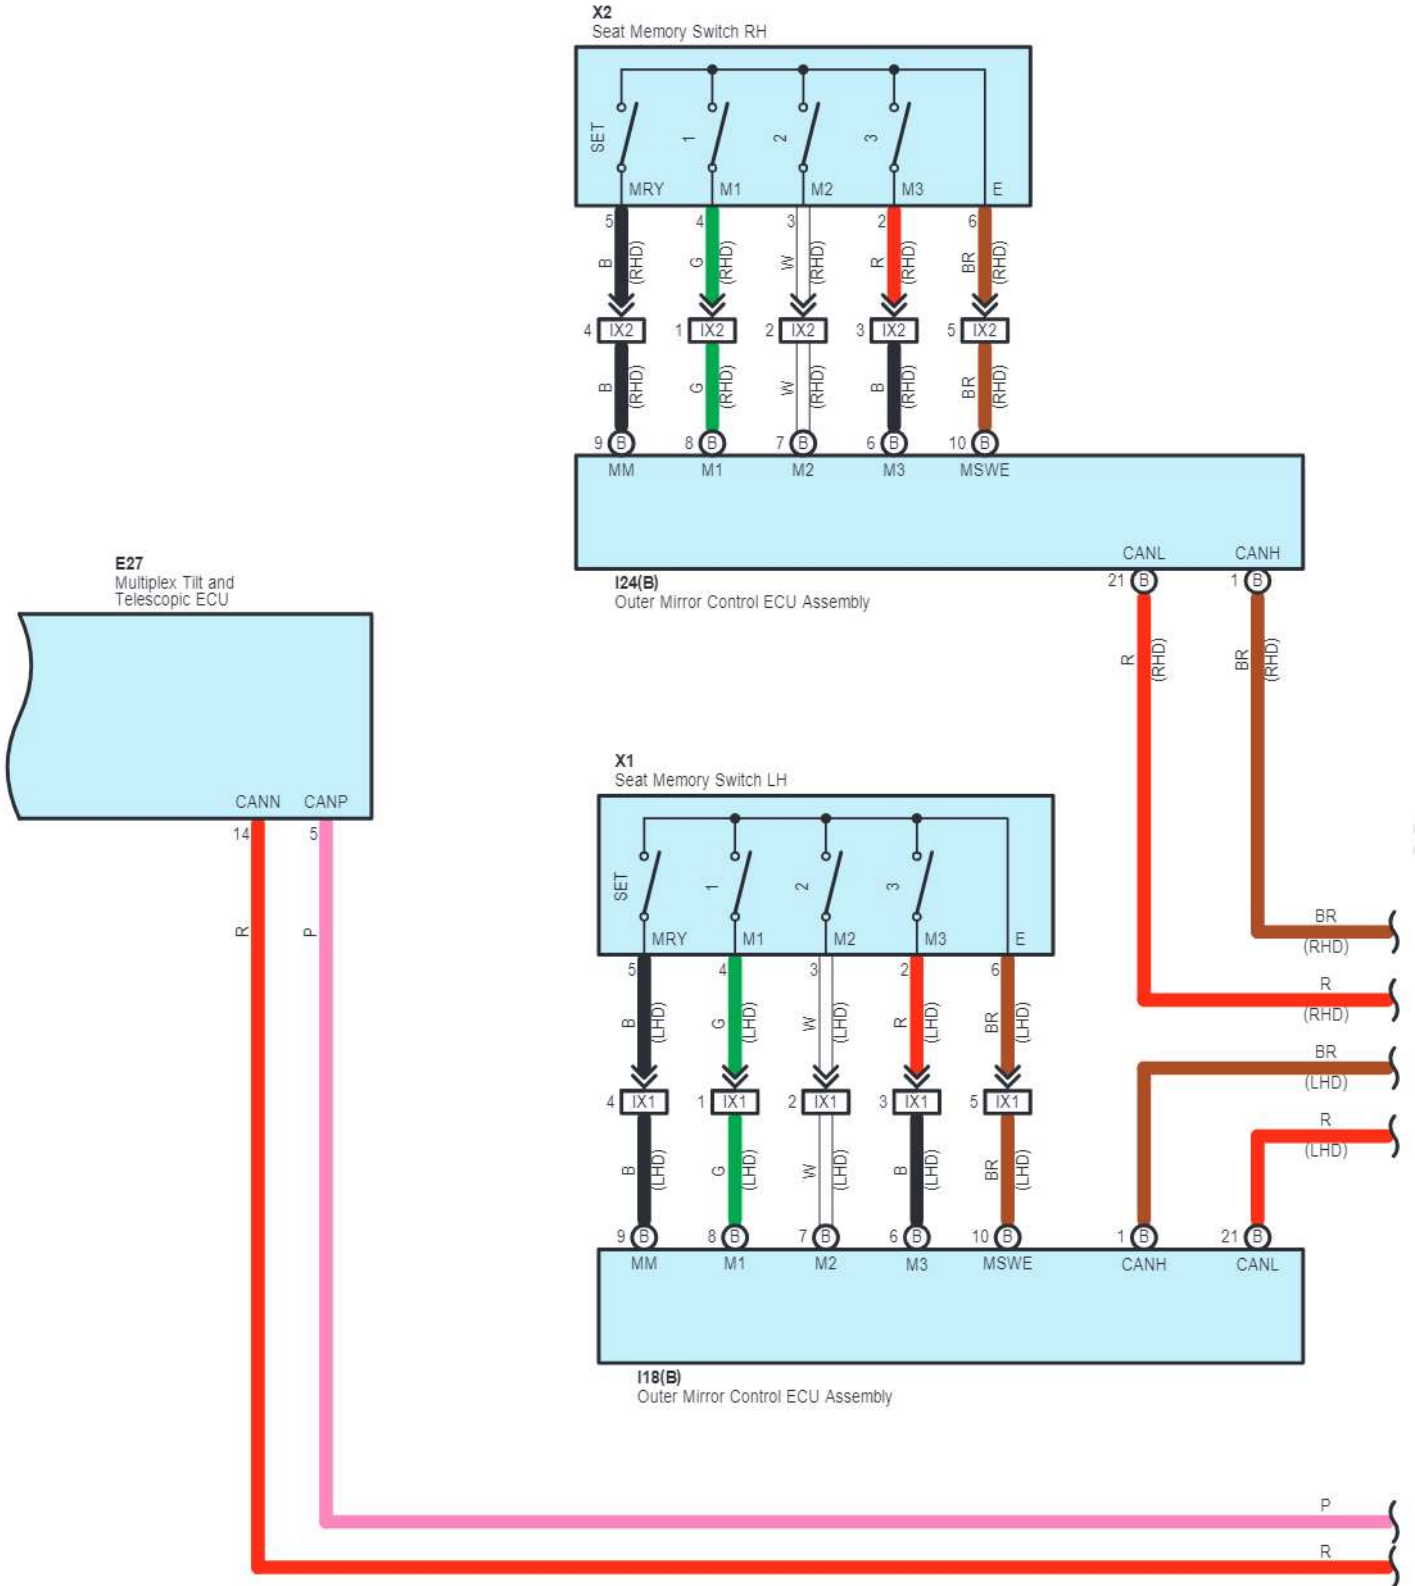 X2
Seat Memory Switch RH
SET
1
2
3
MRY
M1
M2
M3
E
5
4
3
2
6
B
(RHD)
G
(RHD)
W
(RHD)
R
(RHD)
BR
(RHD)
4 IX2
1 IX2
2 IX2
3 IX2
5 IX2
B
(RHD)
G
(RHD)
W
(RHD)
B
(RHD)
BR
(RHD)
9 B
8 B
7 B
6 B
10 B
MM
M1
M2
M3
MSWE
CANL
CANH
21 B
1 B
I24(B)
Outer Mirror Control ECU Assembly
R
(RHD)
BR
(RHD)
E27
Multiplex Tilt and
Telescopic ECU
CANN
CANP
14
5
R
P
X1
Seat Memory Switch LH
SET
1
2
3
MRY
M1
M2
M3
E
5
4
3
2
6
BR
(RHD)
R
(RHD)
BR
(LHD)
R
(LHD)
B
(LHD)
G
(LHD)
W
(LHD)
R
(LHD)
BR
(LHD)
4 IX1
1 IX1
2 IX1
3 IX1
5 IX1
B
(LHD)
G
(LHD)
W
(LHD)
B
(LHD)
BR
(LHD)
9 B
8 B
7 B
6 B
10 B
1 B
21 B
MM
M1
M2
M3
MSWE
CANH
CANL
I18(B)
Outer Mirror Control ECU Assembly
P
R